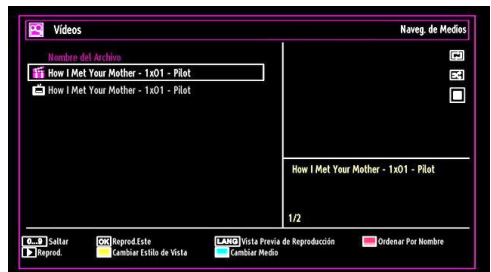 Vídeos Naveg. de Medios
Nombre del Archivo
How I Met Your Mother - 1x01 - Pilot
How I Met Your Mother - 1x01 - Pilot
How I Met Your Mother - 1x01 - Pilot
1/2
0...9 Saltar OK Reprod.Este LANG Vista Previa de Reproducción Ordenar Por Nombre
Reprod. Cambiar Estilo de Vista Cambiar Medio